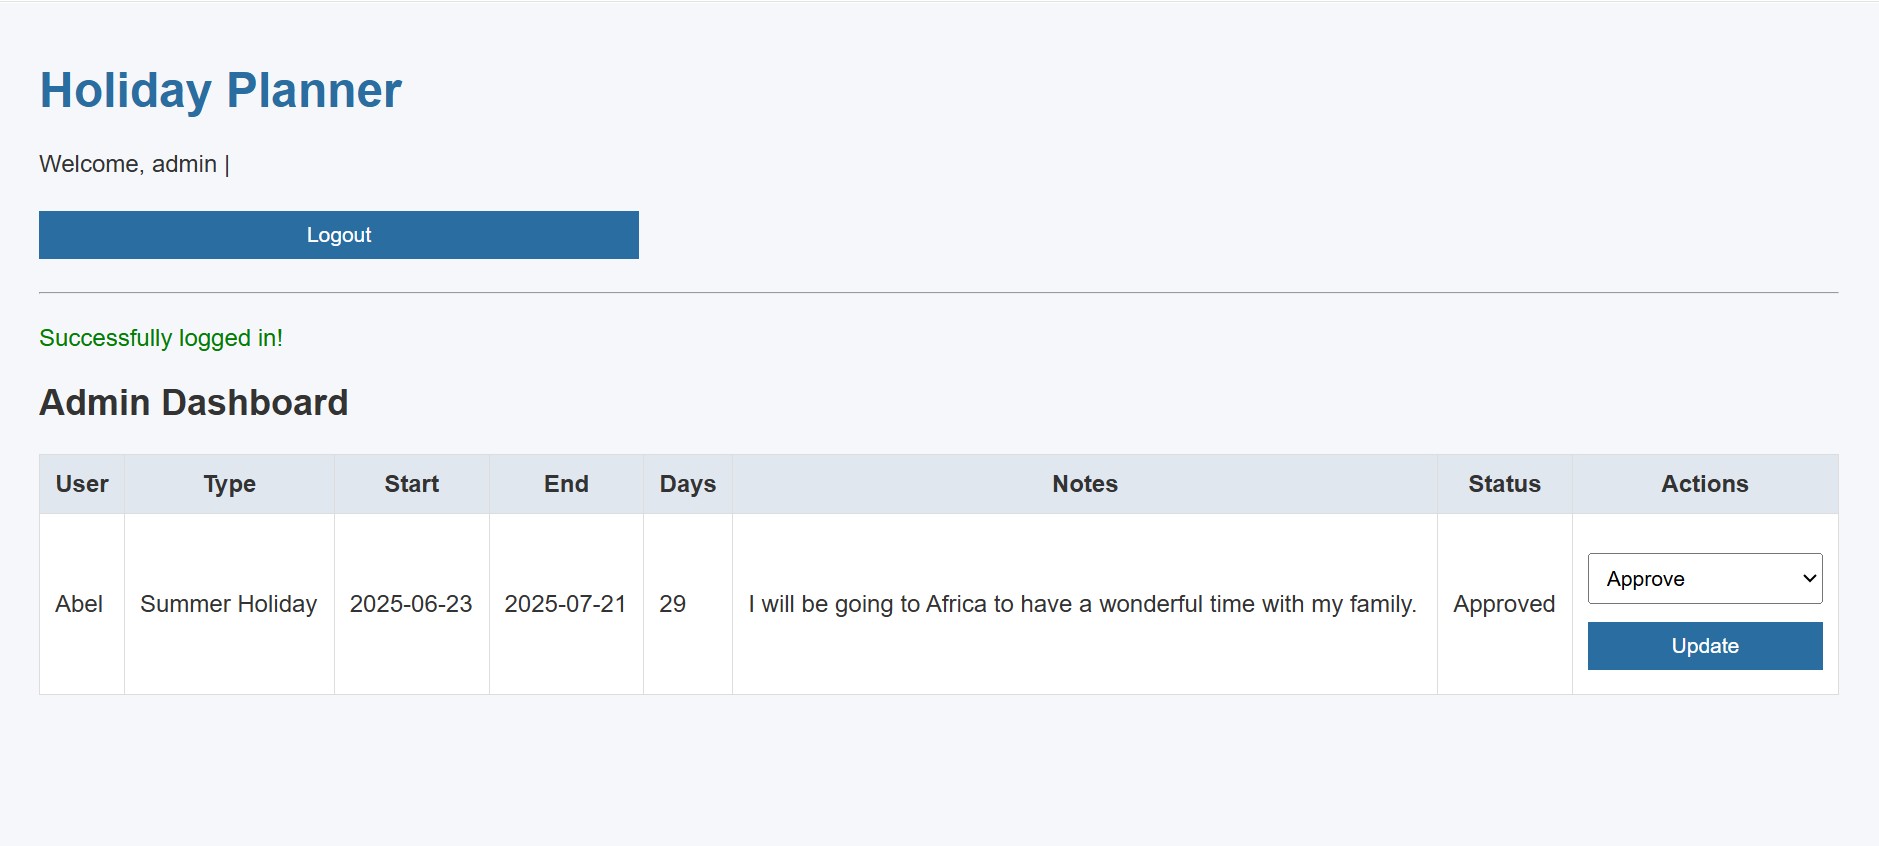 Holiday Planner
Welcome, admin |
Logout
Successfully logged in!
Admin Dashboard
User Type Start End Days Notes Status Actions
Abel Summer Holiday 2025-06-23 2025-07-21 29 I will be going to Africa to have a wonderful time with my family. Approved Approve
Update